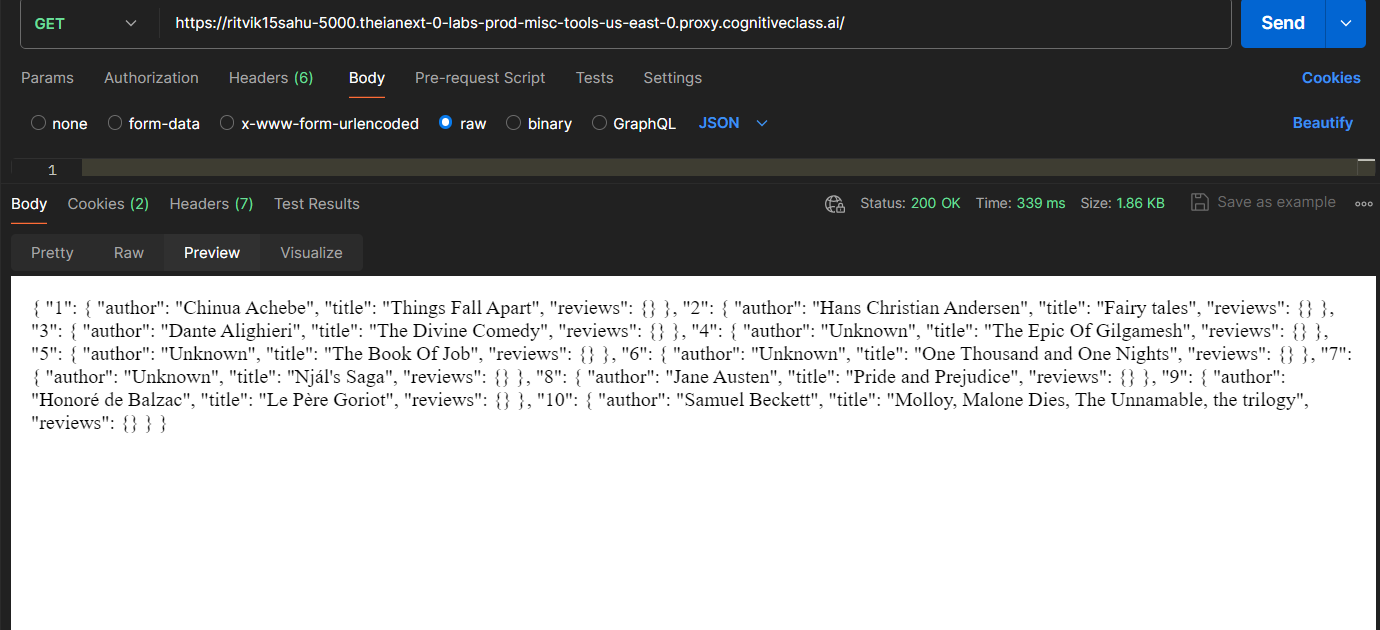 GET https://ritvik15sahu-5000.theianext-0-labs-prod-misc-tools-us-east-0.proxy.cognitiveclass.ai/ Send
Params Authorization Headers (6) Body Pre-request Script Tests Settings Cookies
none form-data x-www-form-urlencoded raw binary GraphQL JSON Beautify
1
Body Cookies (2) Headers (7) Test Results Status: 200 OK Time: 339 ms Size: 1.86 KB Save as example
Pretty Raw Preview Visualize
{ "1": { "author": "Chinua Achebe", "title": "Things Fall Apart", "reviews": {} }, "2": { "author": "Hans Christian Andersen", "title": "Fairy tales", "reviews": {} },
"3": { "author": "Dante Alighieri", "title": "The Divine Comedy", "reviews": {} }, "4": { "author": "Unknown", "title": "The Epic Of Gilgamesh", "reviews": {} },
"5": { "author": "Unknown", "title": "The Book Of Job", "reviews": {} }, "6": { "author": "Unknown", "title": "One Thousand and One Nights", "reviews": {} }, "7":
{ "author": "Unknown", "title": "Njál's Saga", "reviews": {} }, "8": { "author": "Jane Austen", "title": "Pride and Prejudice", "reviews": {} }, "9": { "author":
"Honoré de Balzac", "title": "Le Père Goriot", "reviews": {} }, "10": { "author": "Samuel Beckett", "title": "Molloy, Malone Dies, The Unnamable, the trilogy",
"reviews": {} } }